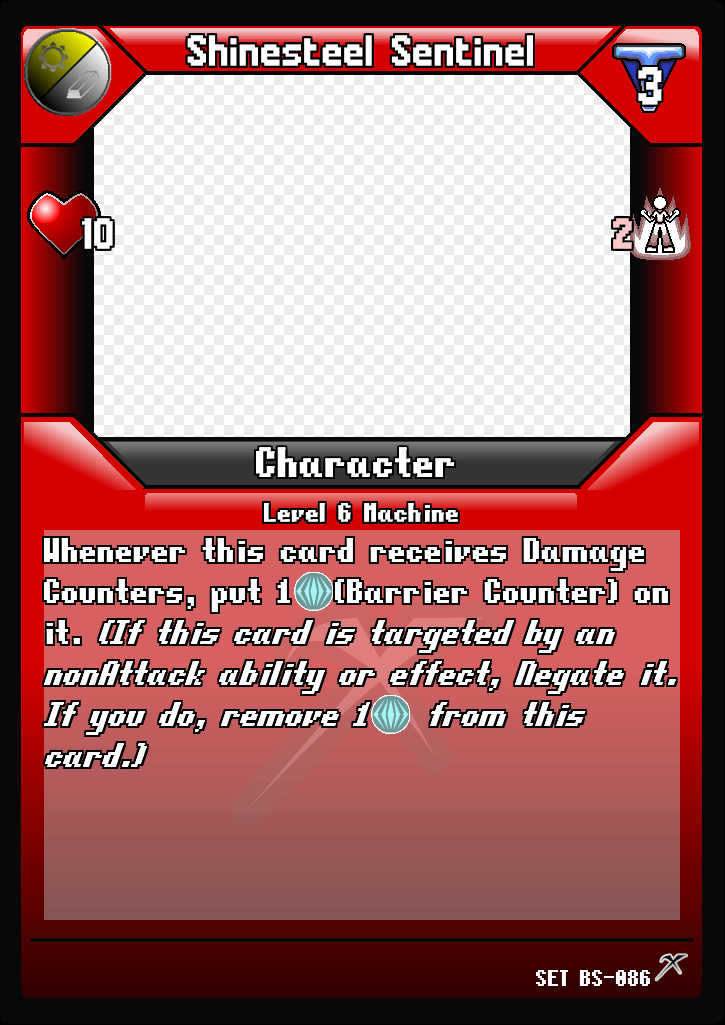 Shinesteel Sentinel
3
10
2
Character
Level 6 Machine
Whenever this card receives Damage
Counters, put 1(Barrier Counter) on
it. (If this card is targeted by an
nonAttack ability or effect, Negate it.
If you do, remove 1 from this
card.)
SET BS-086